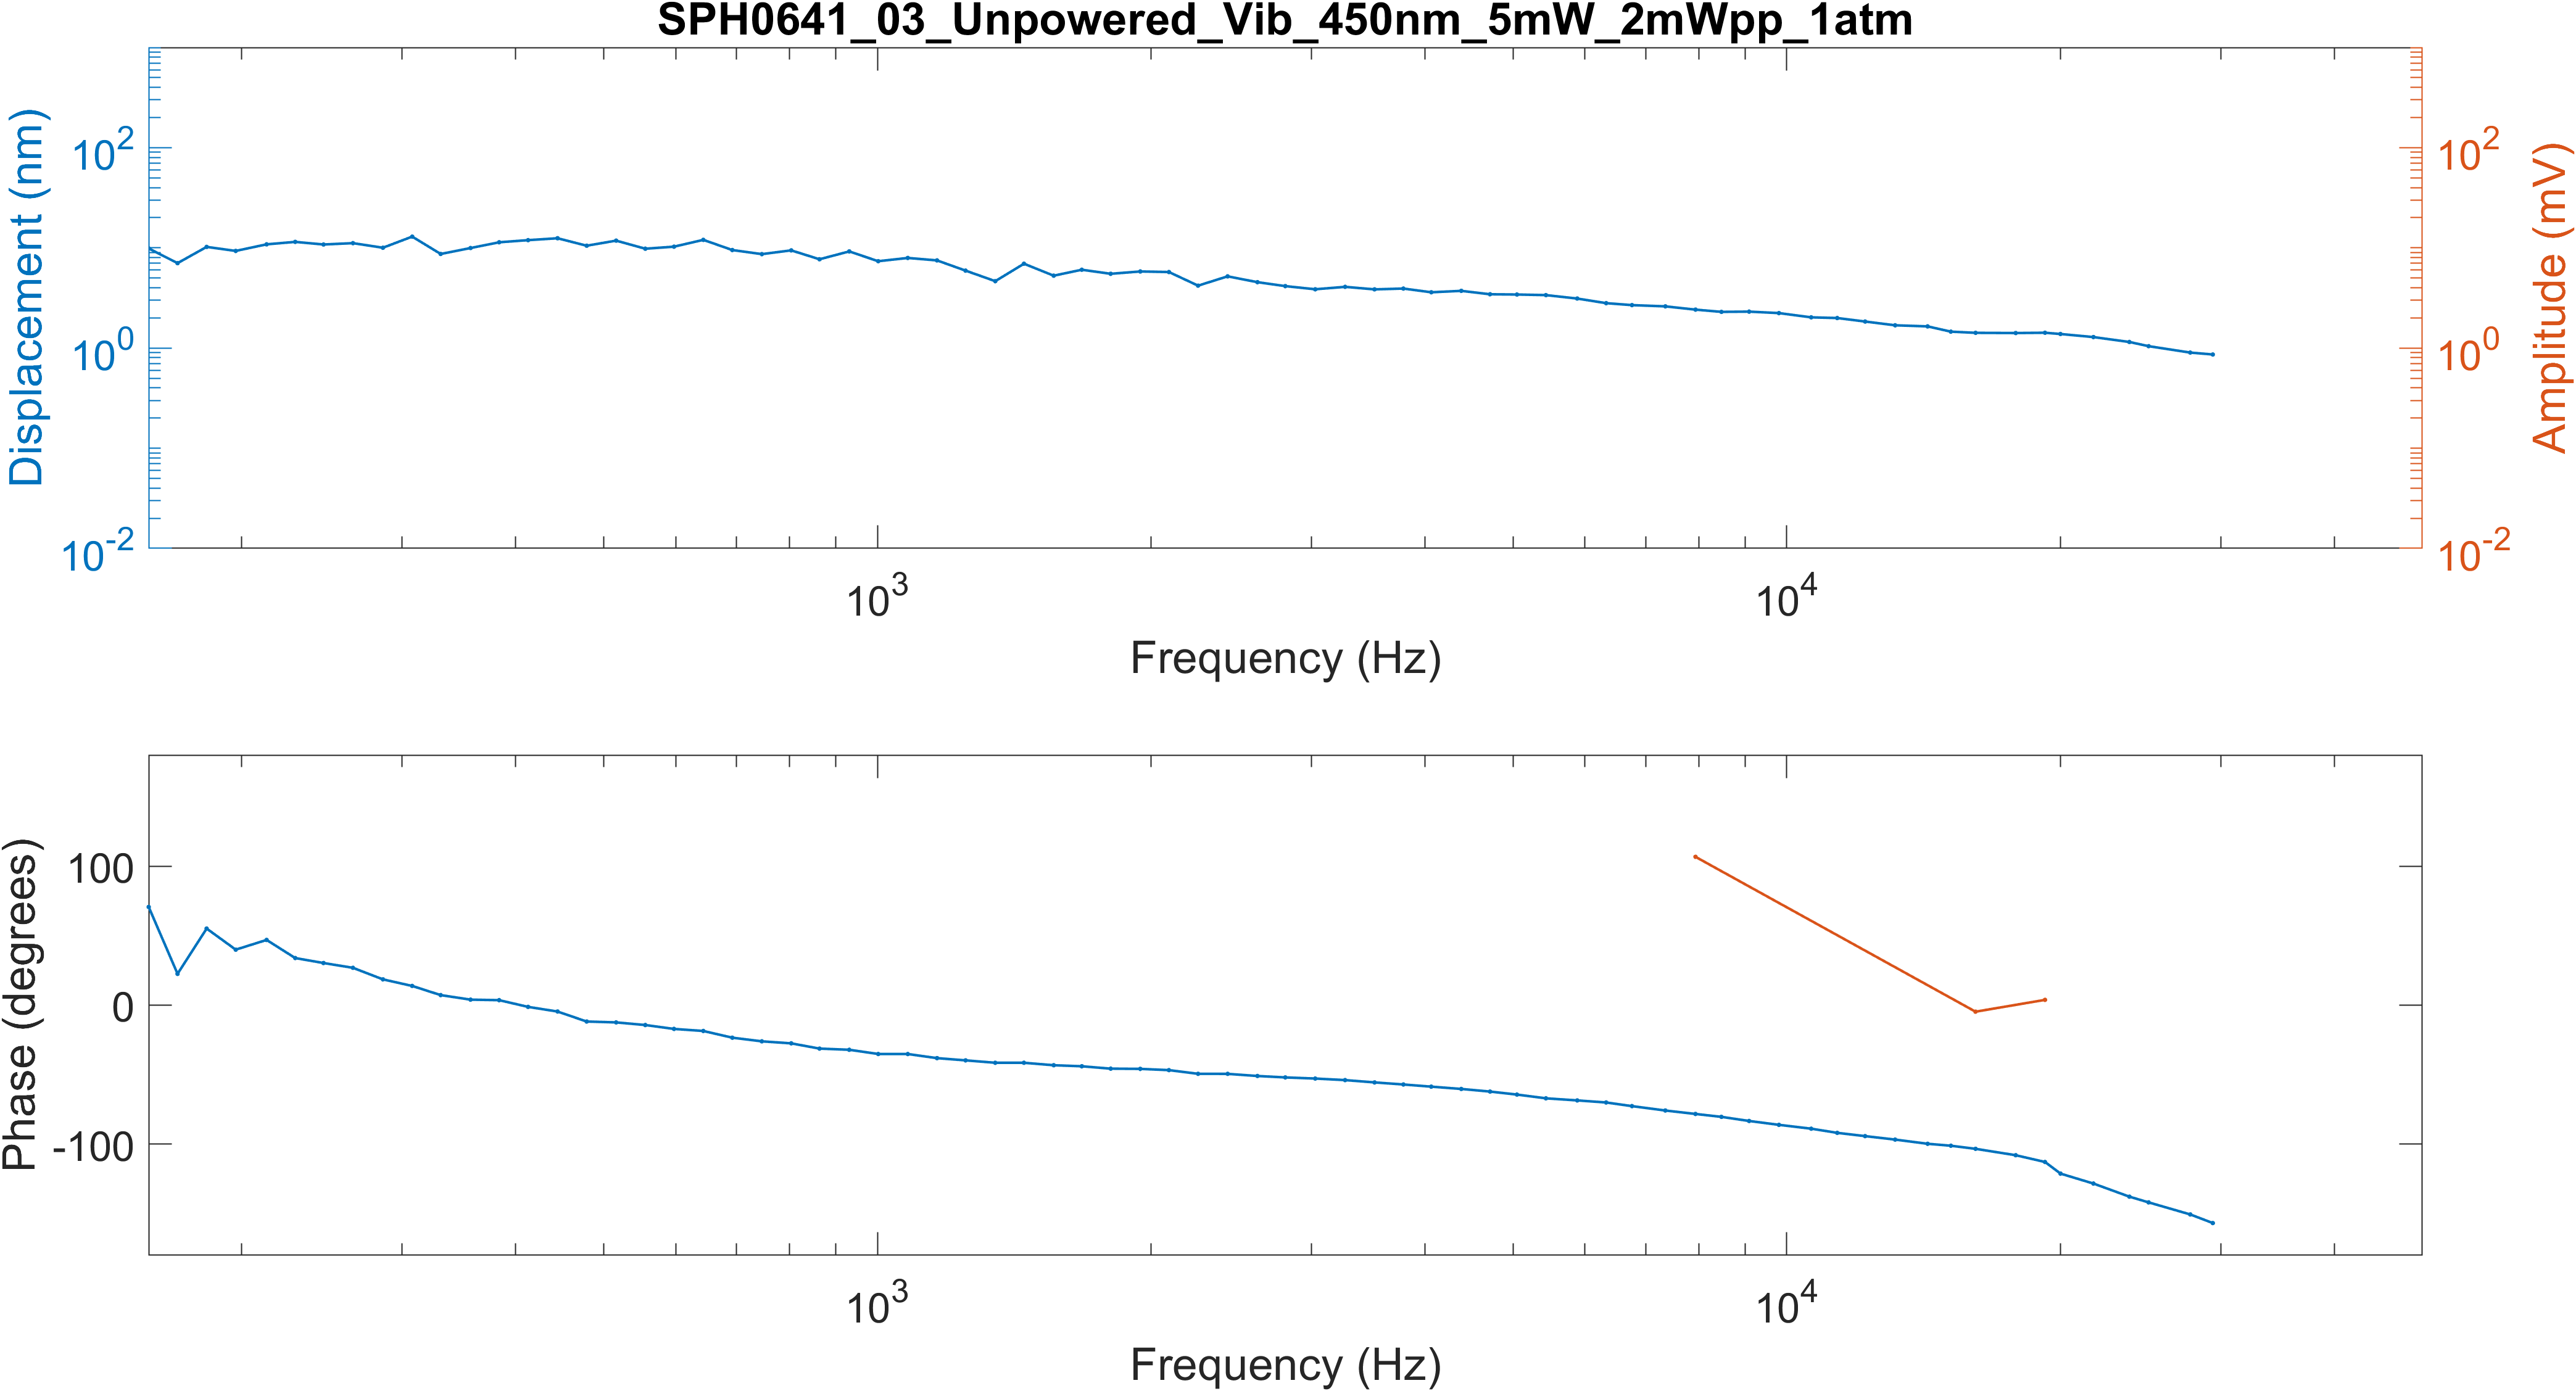 SPH0641_03_Unpowered_Vib_450nm_5mW_2mWpp_1atm
Displacement (nm)
10^2
10^0
10^-2
Amplitude (mV)
10^2
10^0
10^-2
10^3
10^4
Frequency (Hz)
Phase (degrees)
100
0
-100
10^3
10^4
Frequency (Hz)